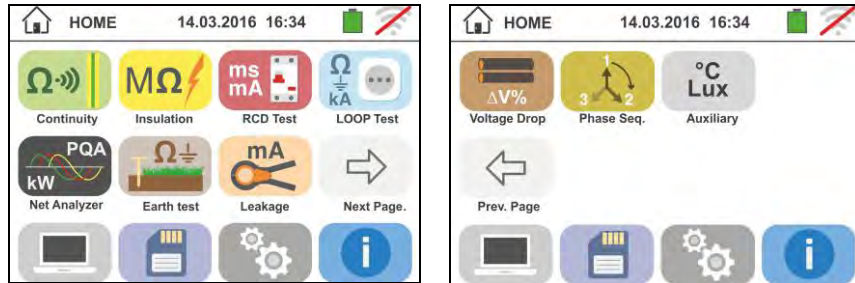 HOME 14.03.2016 16:34
Ω
MΩ
ms
mA
Ω
kA
Continuity Insulation RCD Test LOOP Test
PQA
kW
Ω
mA
Net Analyzer Earth test Leakage Next Page.
i
HOME 14.03.2016 16:34
ΔV%
1
3 2
°C
Lux
Voltage Drop Phase Seq. Auxiliary
Prev. Page
i